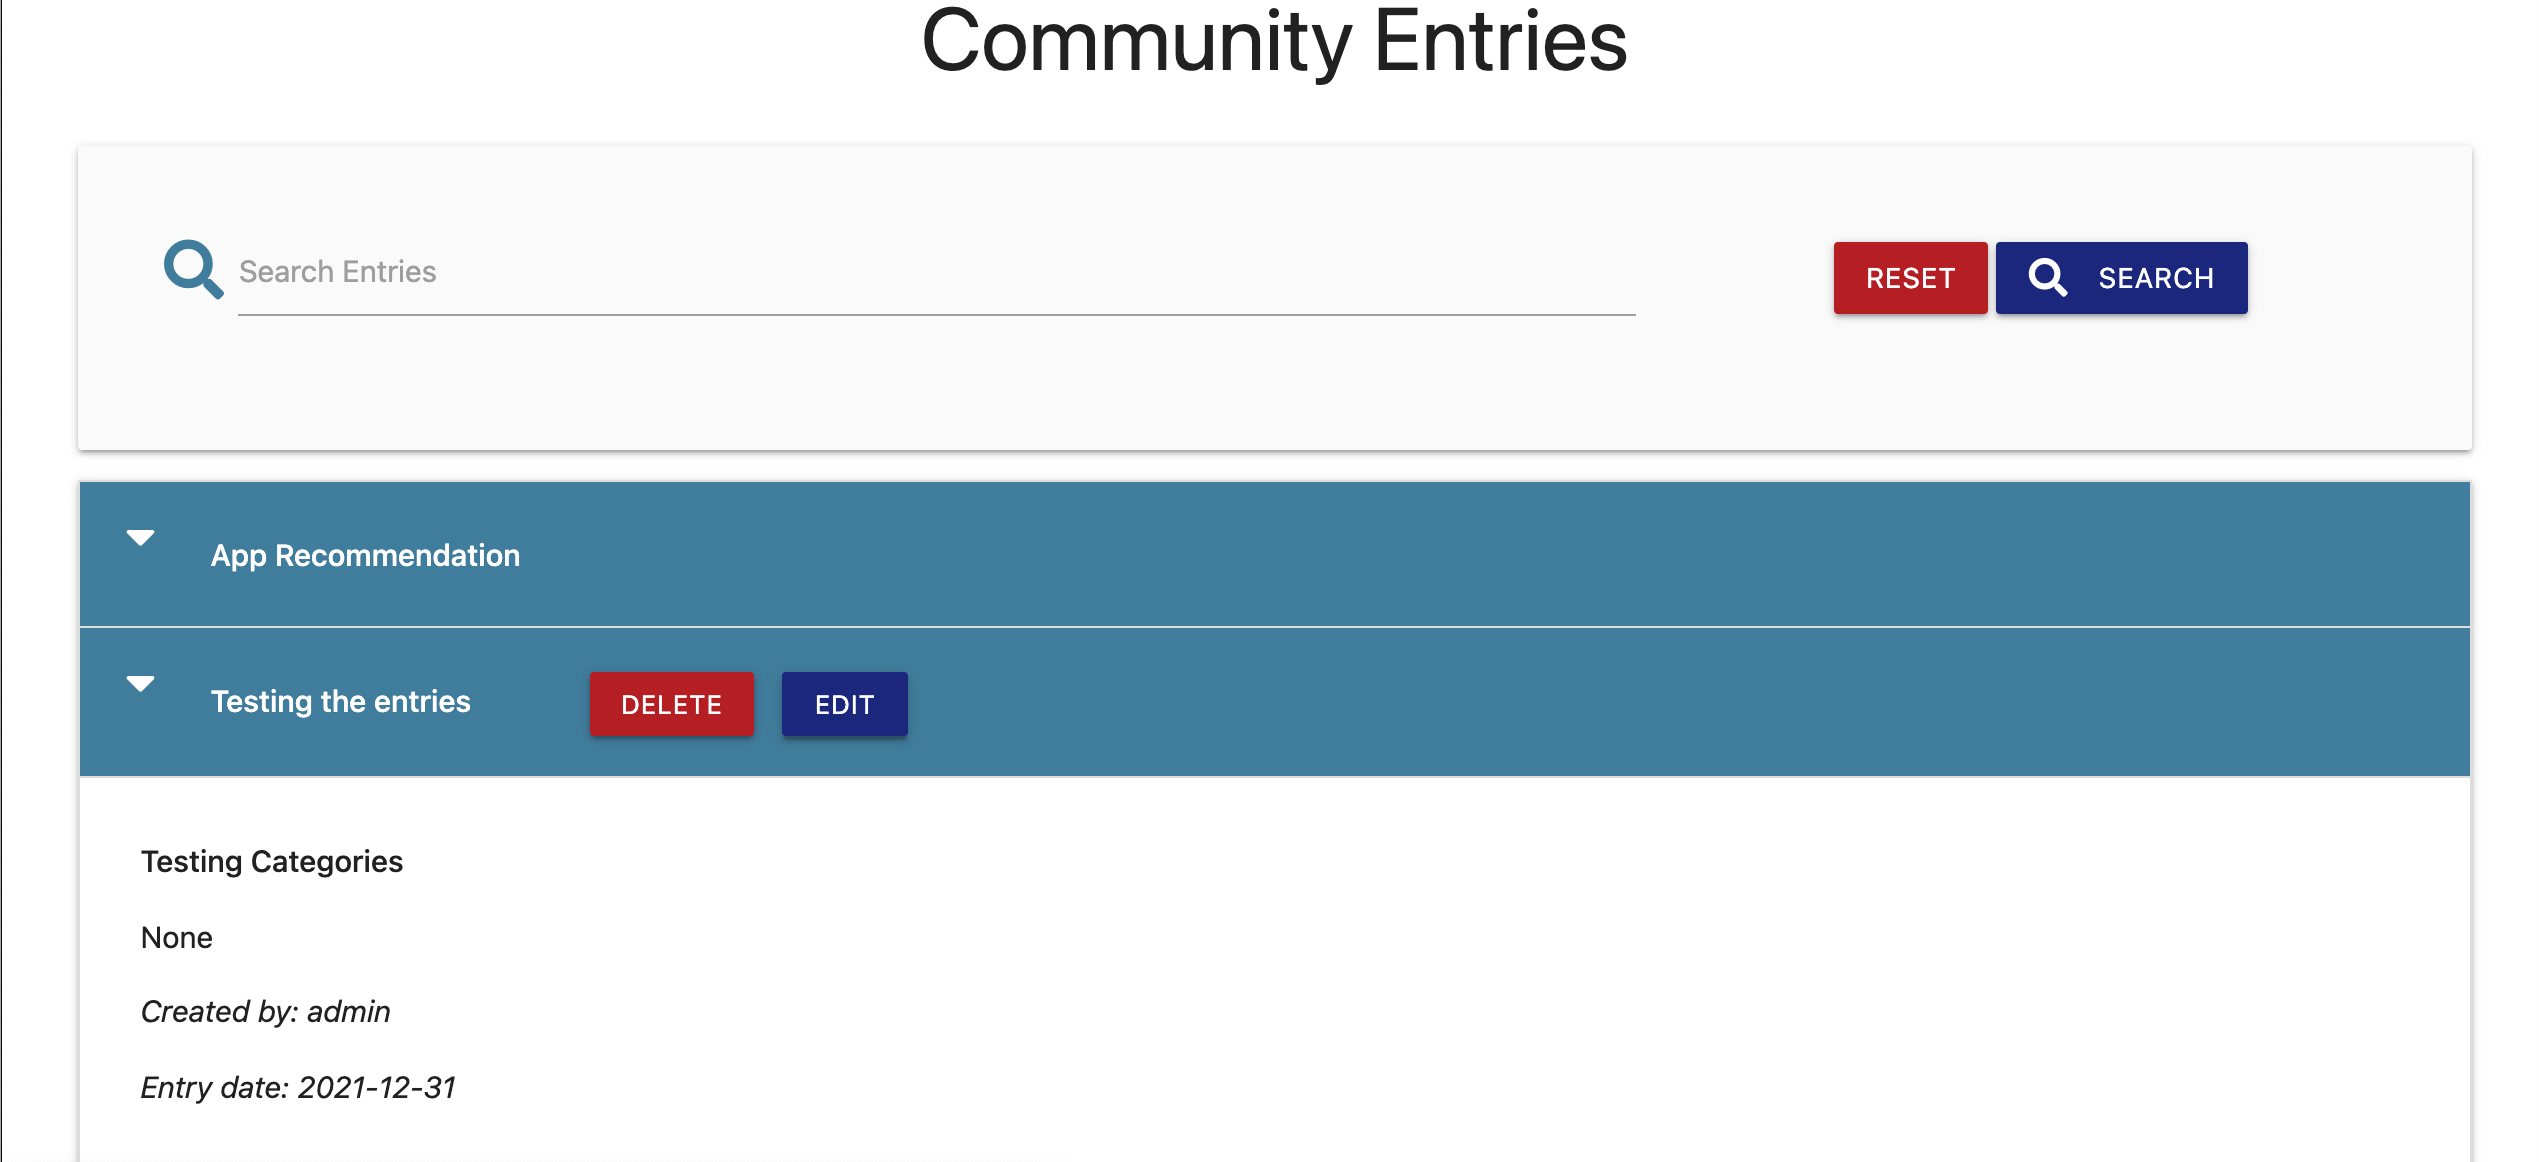 Community Entries
Search Entries
RESET
SEARCH
App Recommendation
Testing the entries
DELETE
EDIT
Testing Categories
None
Created by: admin
Entry date: 2021-12-31